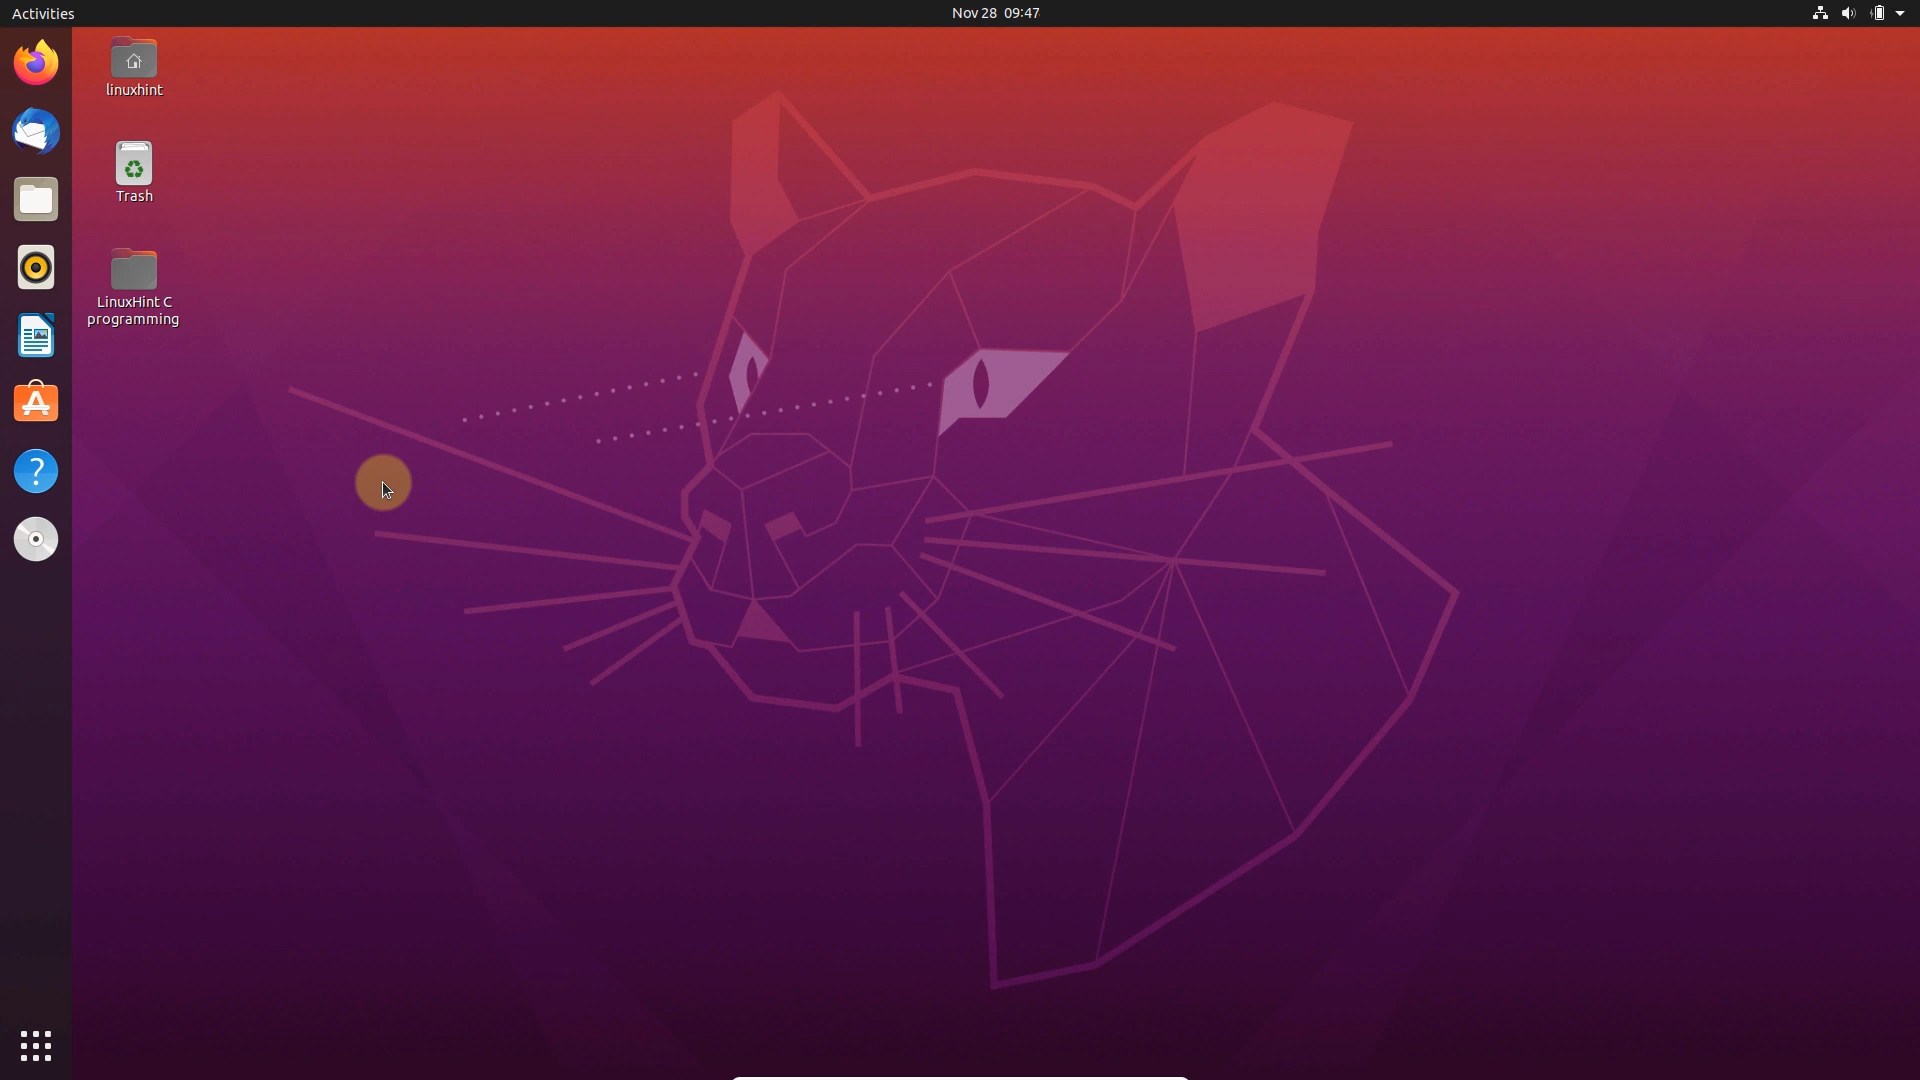 Activities
Nov 28 09:47
linuxhint
Trash
LinuxHint C
programming